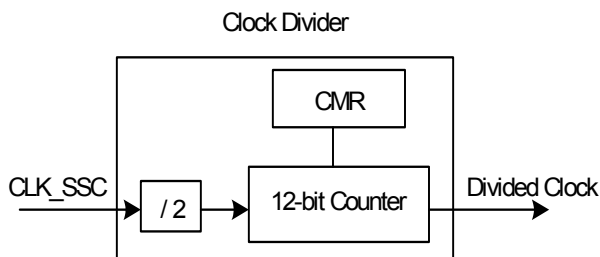 Clock Divider
CMR
CLK_SSC
/ 2
12-bit Counter
Divided Clock